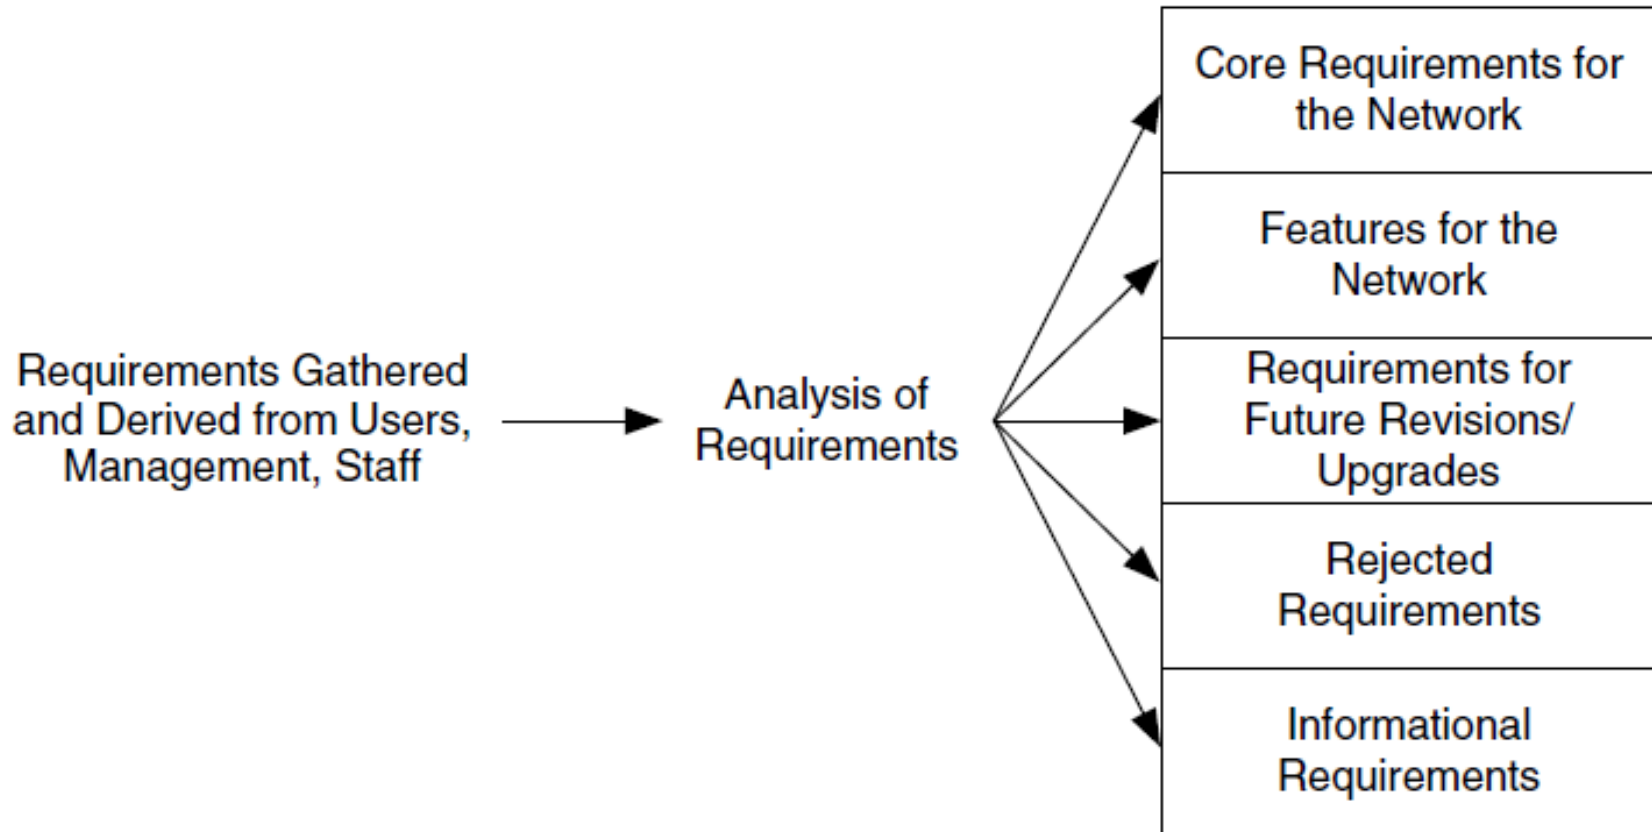 Requirements Gathered
and Derived from Users,
Management, Staff
Analysis of
Requirements
Core Requirements for
the Network
Features for the
Network
Requirements for
Future Revisions/
Upgrades
Rejected
Requirements
Informational
Requirements